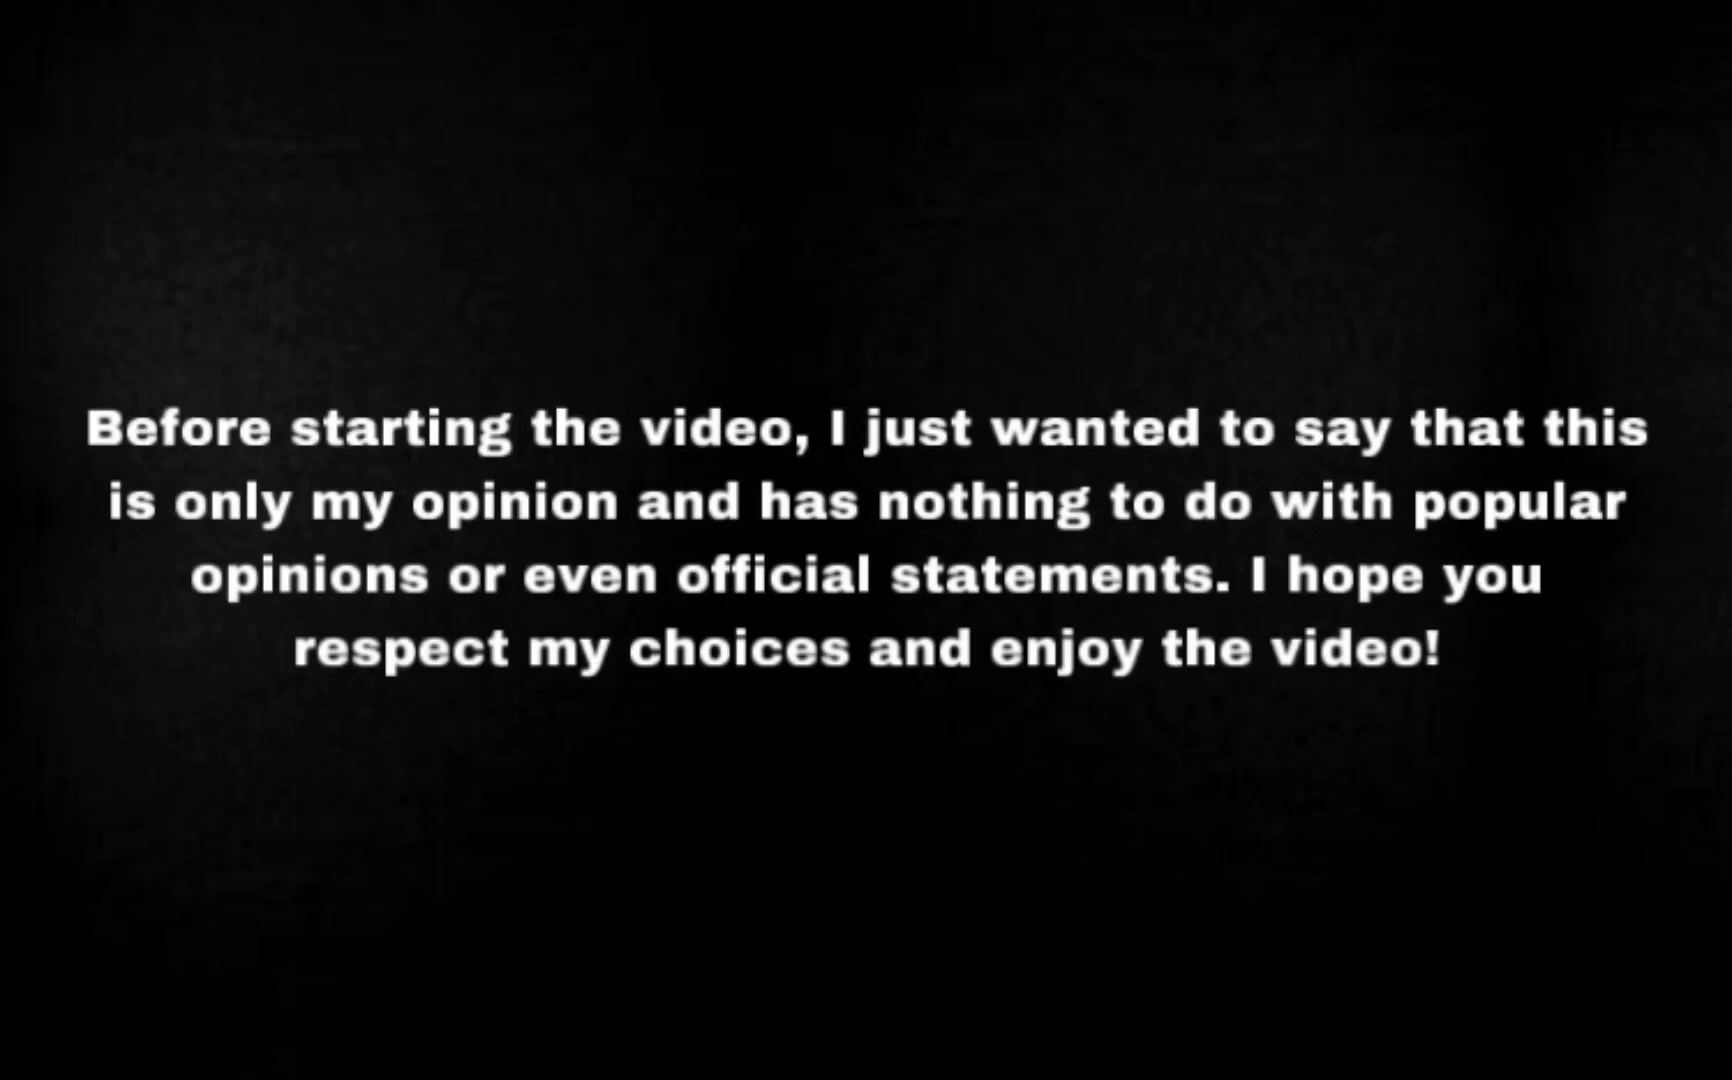 Before starting the video, I just wanted to say that this
is only my opinion and has nothing to do with popular
opinions or even official statements. I hope you
respect my choices and enjoy the video!